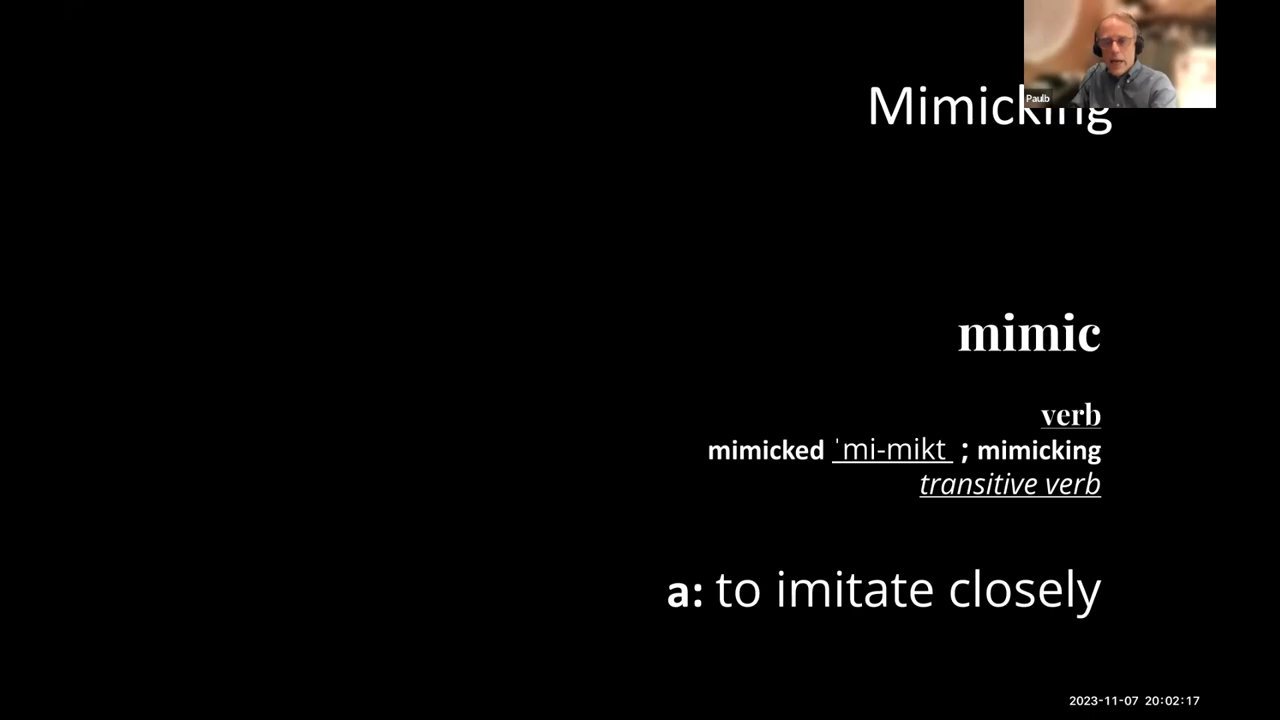 Paulb
Mimicking
mimic
verb
mimicked ˈmi-mikt ; mimicking
transitive verb
a: to imitate closely
2023-11-07 20:02:17